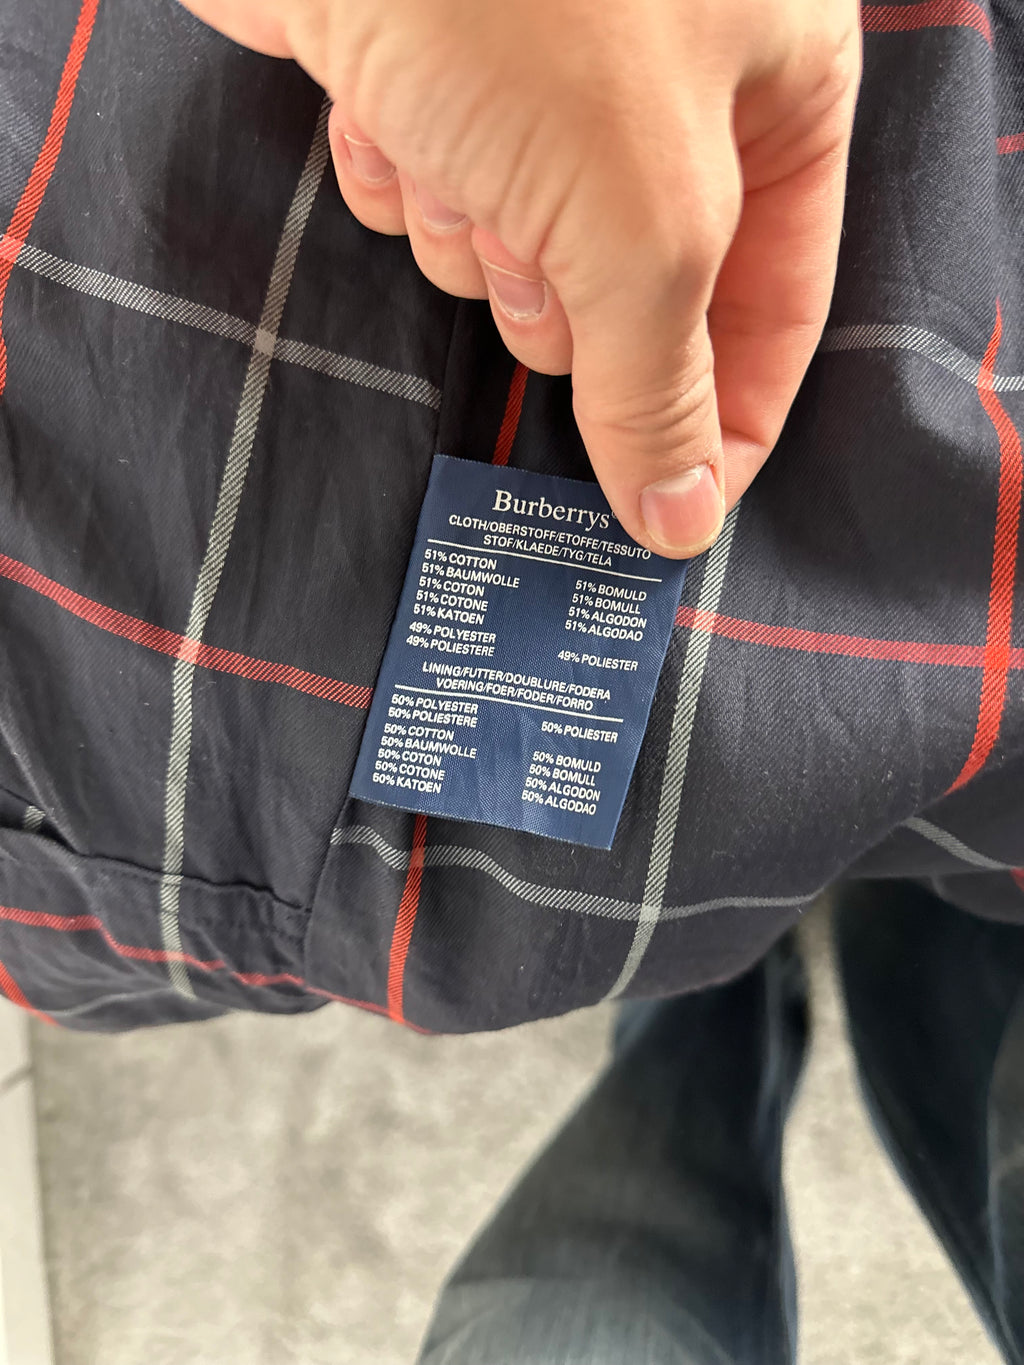 Burberrys
CLOTH/OBERSTOFF/ETOFFE/TESSUTO
STOF/KLAEDE/TYG/TELA
51% COTTON
51% BAUMWOLLE
51% COTON
51% COTONE
51% KATOEN
51% BOMULD
51% BOMULL
51% ALGODON
51% ALGODAO
49% POLYESTER
49% POLIESTERE
49% POLIESTER
LINING/FUTTER/DOUBLURE/FODERA
VOERING/FOER/FODER/FORRO
50% POLYESTER
50% POLIESTERE
50% POLIESTER
50% COTTON
50% BAUMWOLLE
50% COTON
50% COTONE
50% KATOEN
50% BOMULD
50% BOMULL
50% ALGODON
50% ALGODAO